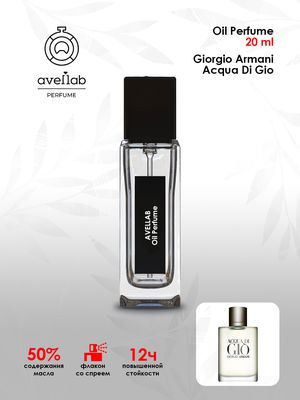 avellab
PERFUME
Oil Perfume
20 ml
Giorgio Armani
Acqua Di Gio
AVELLAB
Oil Perfume
ACQUA DI
GIÒ
GIORGIO ARMANI
50%
содержания
масла
флакон
со спреем
12ч
повышенной
стойкости